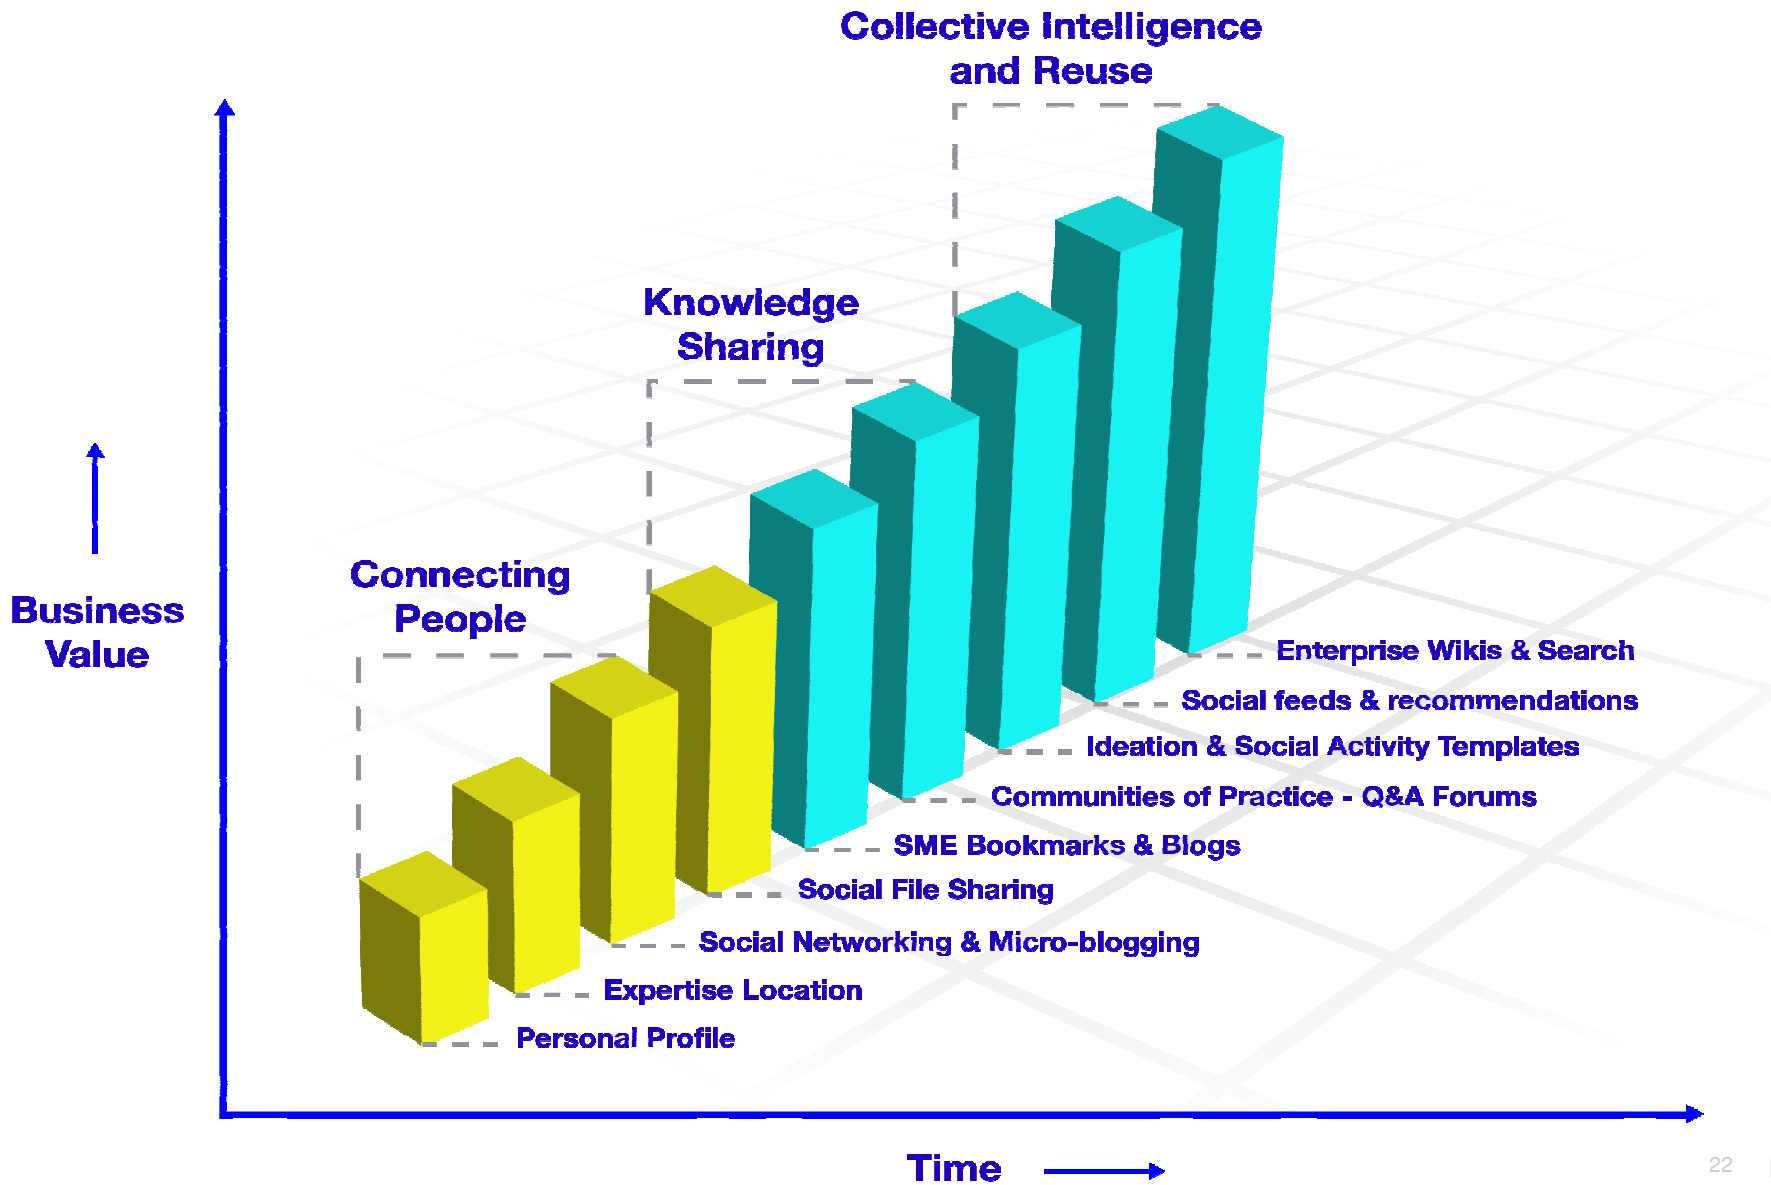 Collective Intelligence
and Reuse
Knowledge
Sharing
Connecting
People
Business
Value
Enterprise Wikis & Search
Social feeds & recommendations
Ideation & Social Activity Templates
Communities of Practice - Q&A Forums
SME Bookmarks & Blogs
Social File Sharing
Social Networking & Micro-blogging
Expertise Location
Personal Profile
Time
22